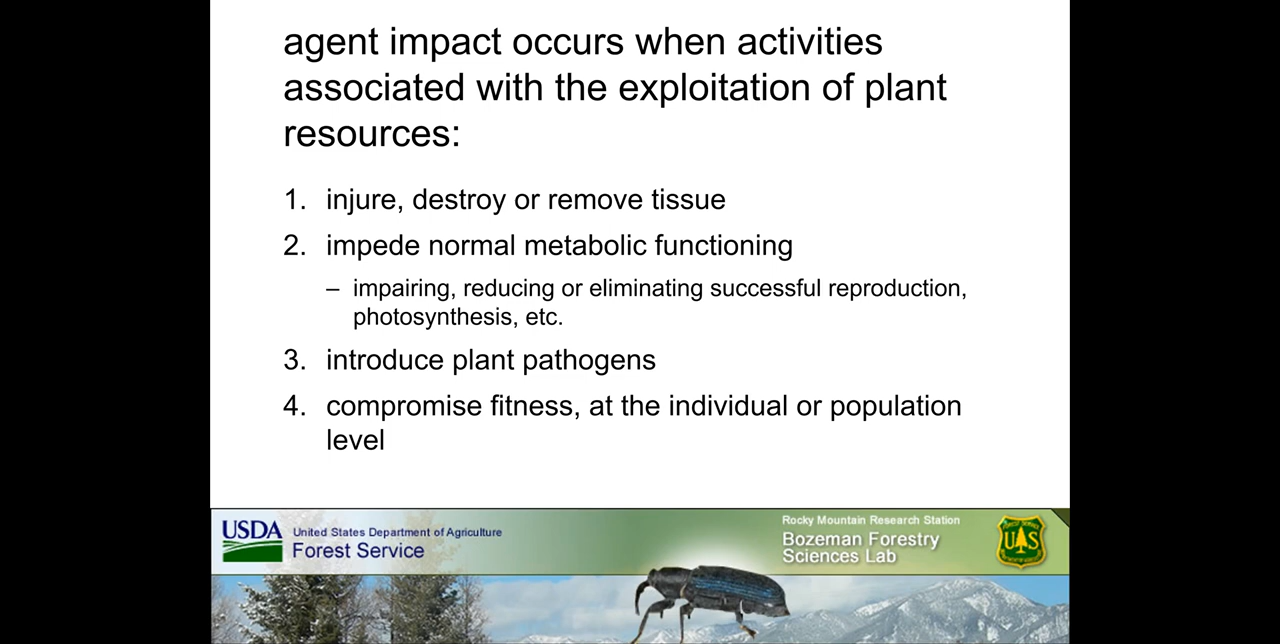 agent impact occurs when activities
associated with the exploitation of plant
resources:
1. injure, destroy or remove tissue
2. impede normal metabolic functioning
– impairing, reducing or eliminating successful reproduction,
photosynthesis, etc.
3. introduce plant pathogens
4. compromise fitness, at the individual or population
level
USDA
United States Department of Agriculture
Forest Service
Rocky Mountain Research Station
Bozeman Forestry
Sciences Lab
UAS